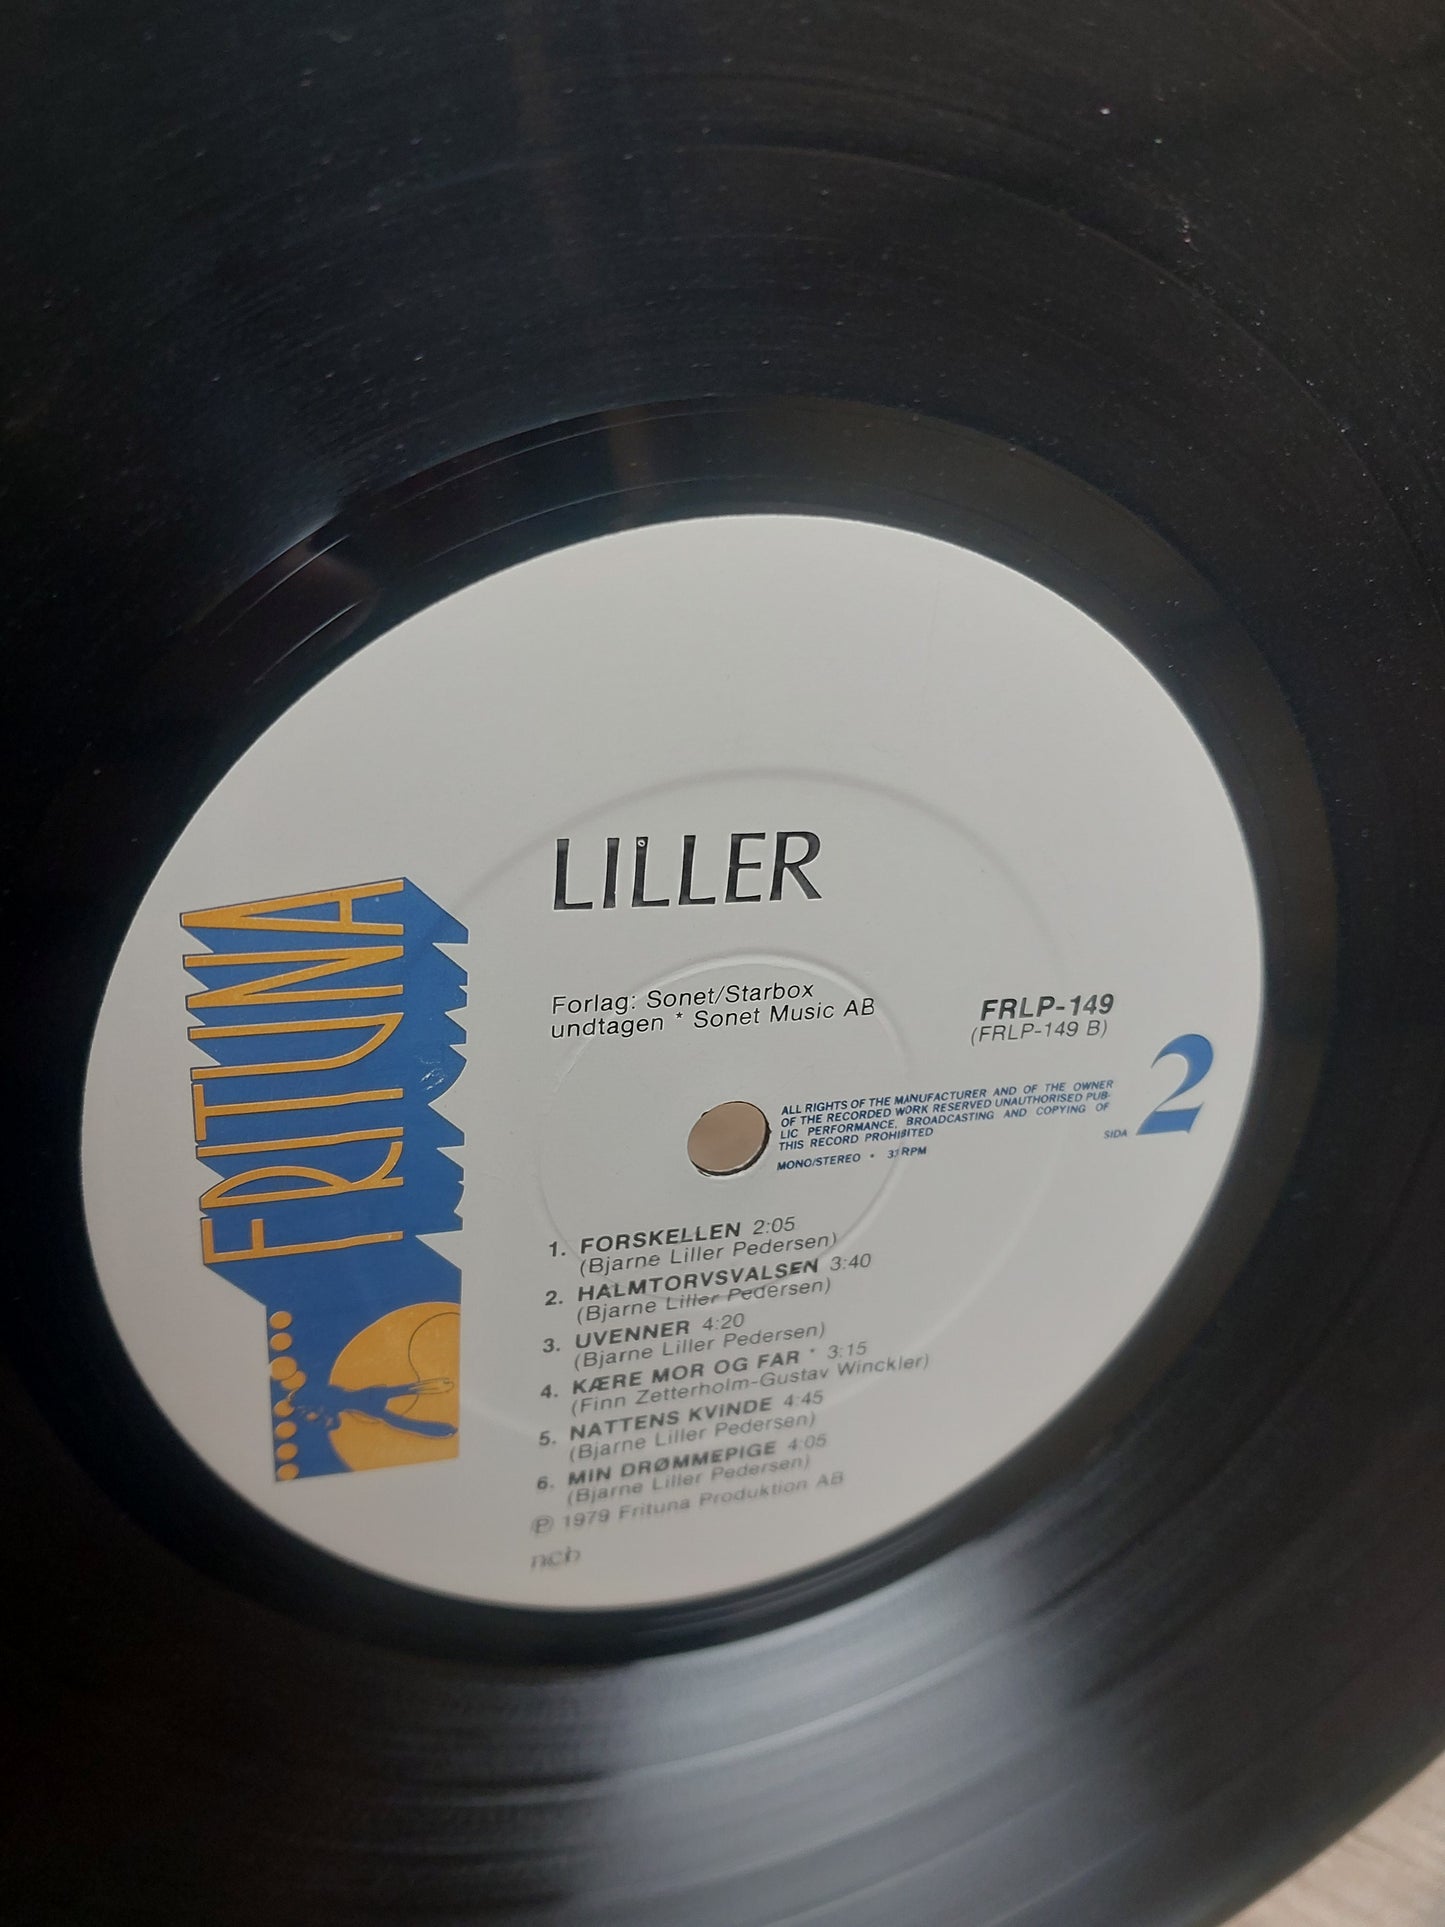 LILLER
FRITUNA
Forlag: Sonet/Starbox
undtagen * Sonet Music AB
FRLP-149
(FRLP-149 B)
2
SIDA
ALL RIGHTS OF THE MANUFACTURER AND OF THE OWNER
OF THE RECORDED WORK RESERVED UNAUTHORISED PUB-
LIC PERFORMANCE, BROADCASTING AND COPYING OF
THIS RECORD PROHIBITED
MONO/STEREO • 33 RPM
1. FORSKELLEN 2:05
(Bjarne Liller Pedersen)
2. HALMTORVSVALSEN 3:40
(Bjarne Liller Pedersen)
3. UVENNER 4:20
(Bjarne Liller Pedersen)
4. KÆRE MOR OG FAR * 3:15
(Finn Zetterholm-Gustav Winckler)
5. NATTENS KVINDE 4:45
(Bjarne Liller Pedersen)
6. MIN DRØMMEPIGE 4:05
(Bjarne Liller Pedersen)
Ⓟ 1979 Frituna Produktion AB
ncb